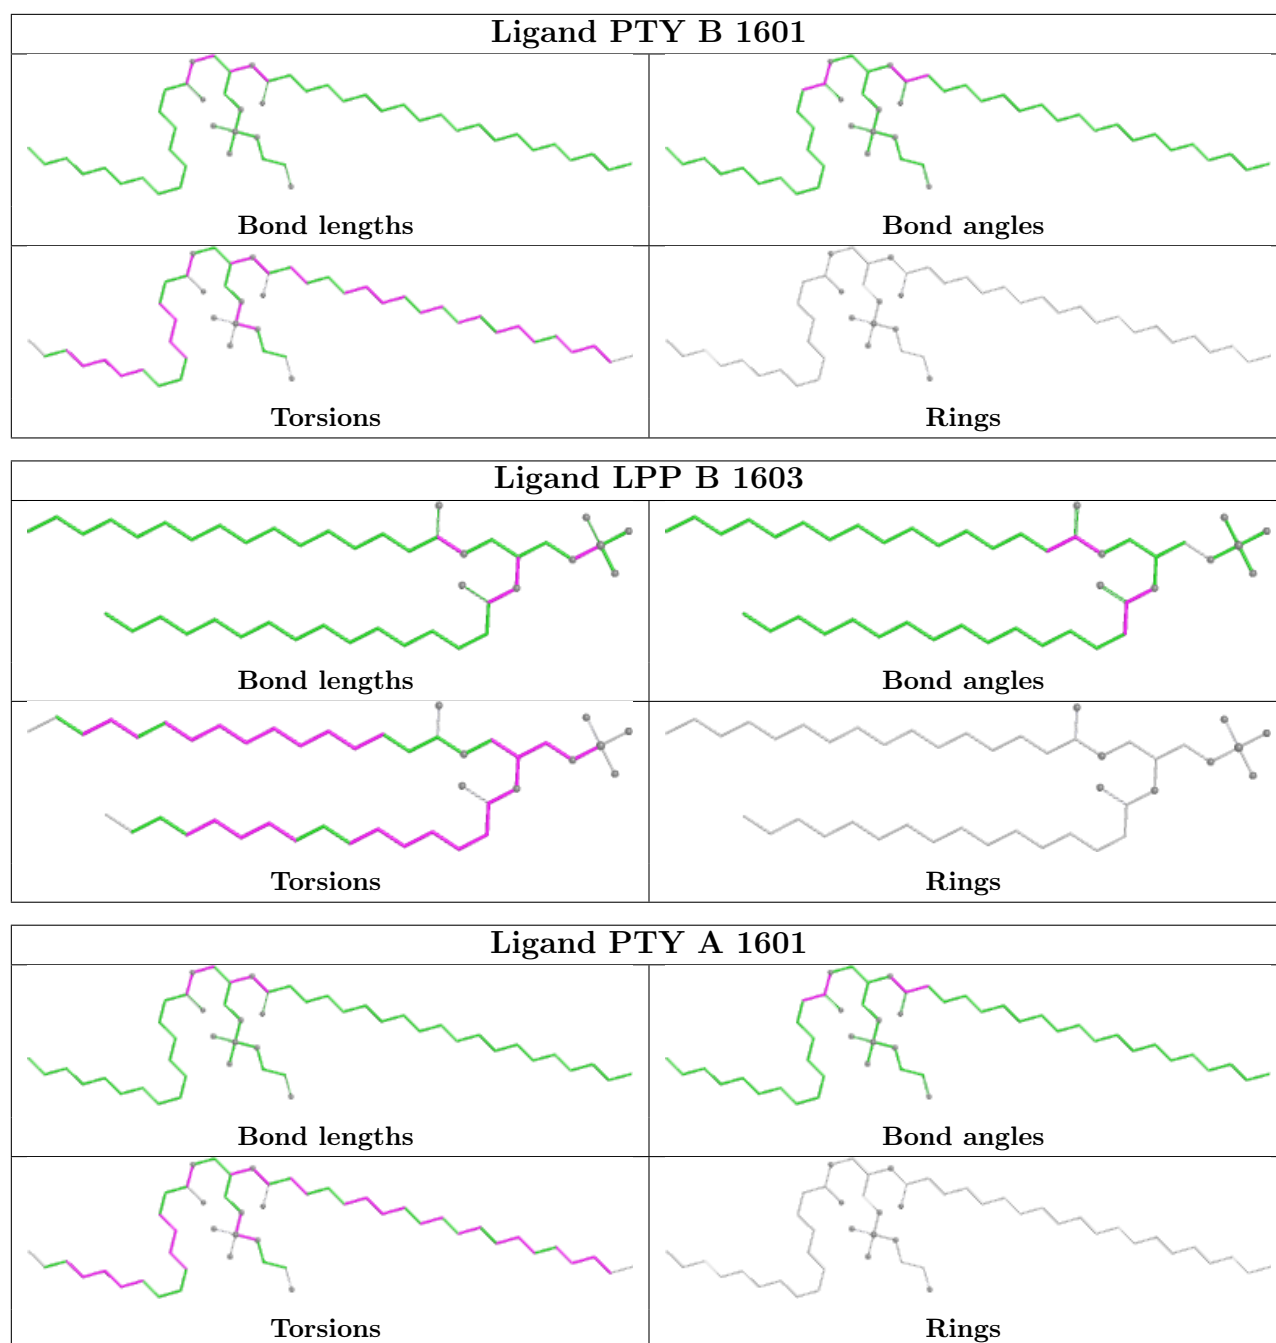 Ligand PTY B 1601
Bond lengths
Bond angles
Torsions
Rings
Ligand LPP B 1603
Bond lengths
Bond angles
Torsions
Rings
Ligand PTY A 1601
Bond lengths
Bond angles
Torsions
Rings